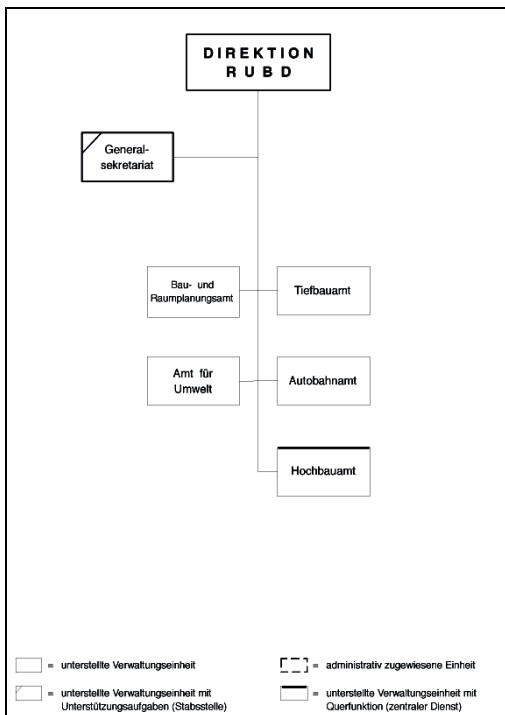 DIREKTION
RUBD
General-
sekretariat
Bau- und
Raumplanungsamt
Tiefbauamt
Amt für
Umwelt
Autobahnamt
Hochbauamt
= unterstellte Verwaltungseinheit
= administrativ zugewiesene Einheit
= unterstellte Verwaltungseinheit mit
Unterstützungsaufgaben (Stabsstelle)
= unterstellte Verwaltungseinheit mit
Querfunktion (zentraler Dienst)